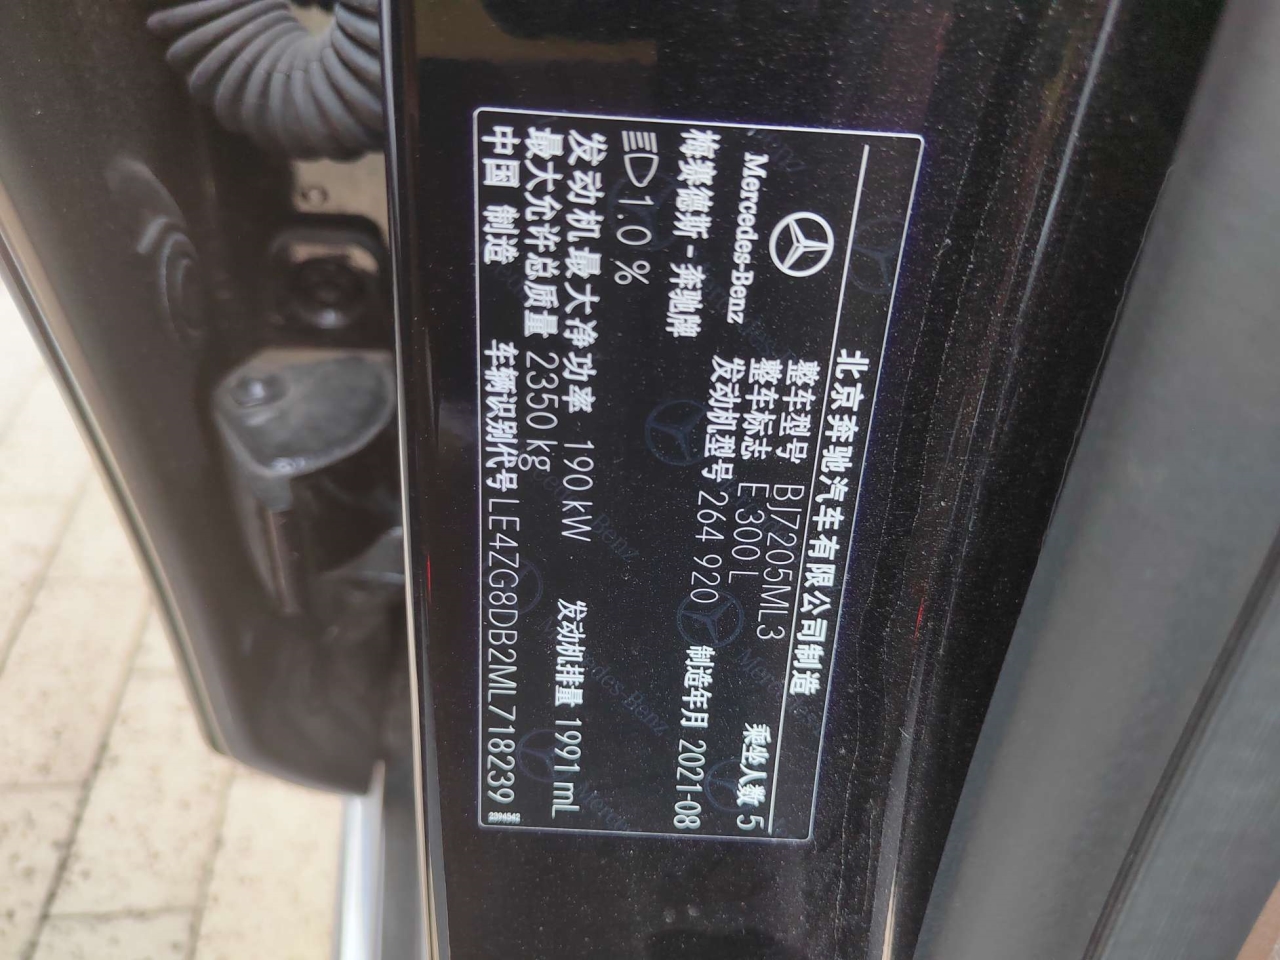 北京奔驰汽车有限公司制造
Mercedes-Benz
整车型号 BJ7205ML3
乘坐人数 5
整车标志 E 300 L
梅赛德斯-奔驰牌
发动机型号 264 920
制造年月 2021-08
1.0 %
发动机最大净功率 190 kW
发动机排量 1991 mL
最大允许总质量 2350 kg
中国 制造
车辆识别代号 LE4ZG8DB2ML718239
2394542